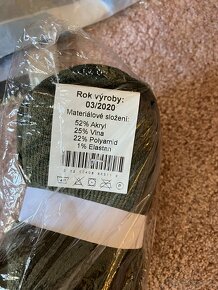 Rok výroby:
03/2020
Materiálové složení:
52% Akryl
25% Vlna
22% Polyamid
1% Elastan